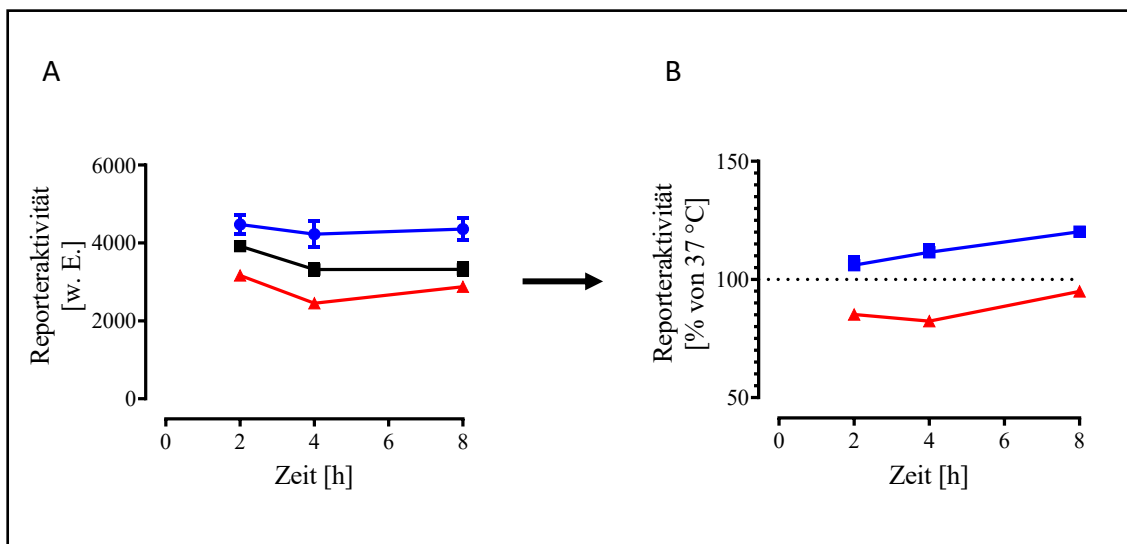 A
Reporteraktivität
[w. E.]
6000
4000
2000
0
0 2 4 6 8
Zeit [h]
B
Reporteraktivität
[% von 37 °C]
150
100
50
0 2 4 6 8
Zeit [h]